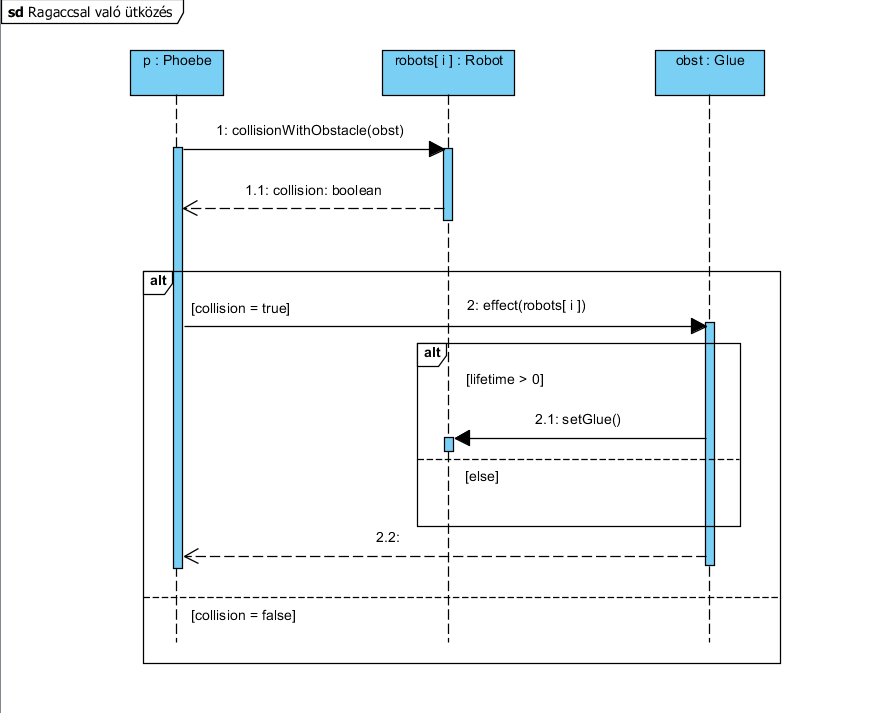 sd Ragaccsal való ütközés
p : Phoebe
robots[ i ] : Robot
obst : Glue
1: collisionWithObstacle(obst)
1.1: collision: boolean
alt
[collision = true]
2: effect(robots[ i ])
alt
[lifetime > 0]
2.1: setGlue()
[else]
2.2:
[collision = false]